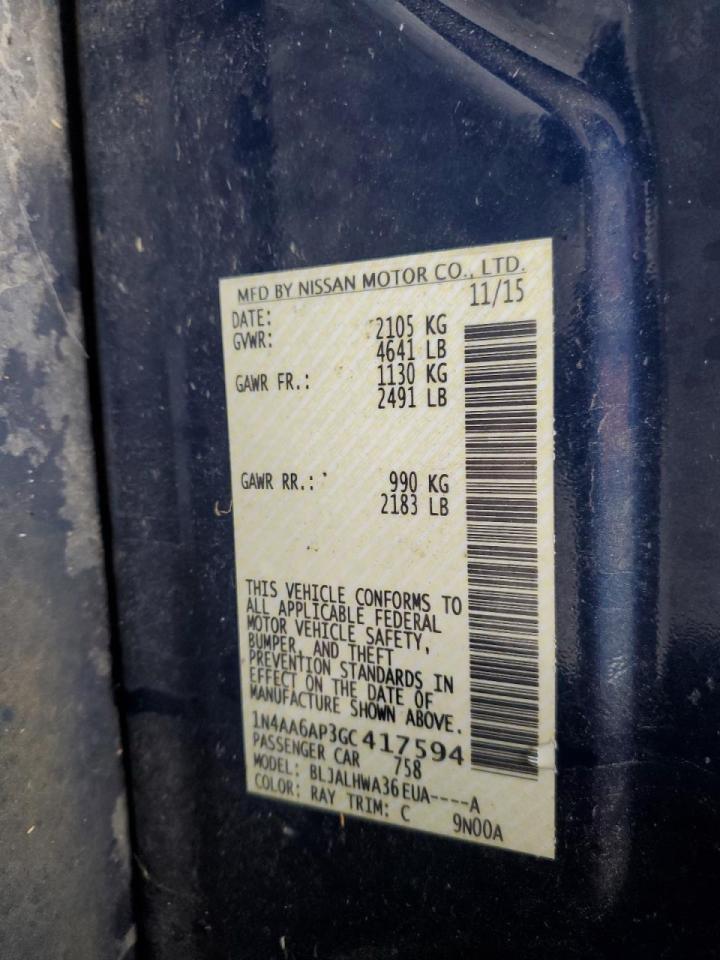 MFD BY NISSAN MOTOR CO., LTD.
DATE: 11/15
GVWR: 2105 KG
4641 LB
GAWR FR.: 1130 KG
2491 LB
GAWR RR.: 990 KG
2183 LB
THIS VEHICLE CONFORMS TO
ALL APPLICABLE FEDERAL
MOTOR VEHICLE SAFETY,
BUMPER, AND THEFT
PREVENTION STANDARDS IN
EFFECT ON THE DATE OF
MANUFACTURE SHOWN ABOVE.
1N4AA6AP3GC417594
PASSENGER CAR 758
MODEL: BLJALHWA36EUA----A
COLOR: RAY TRIM: C 9N00A